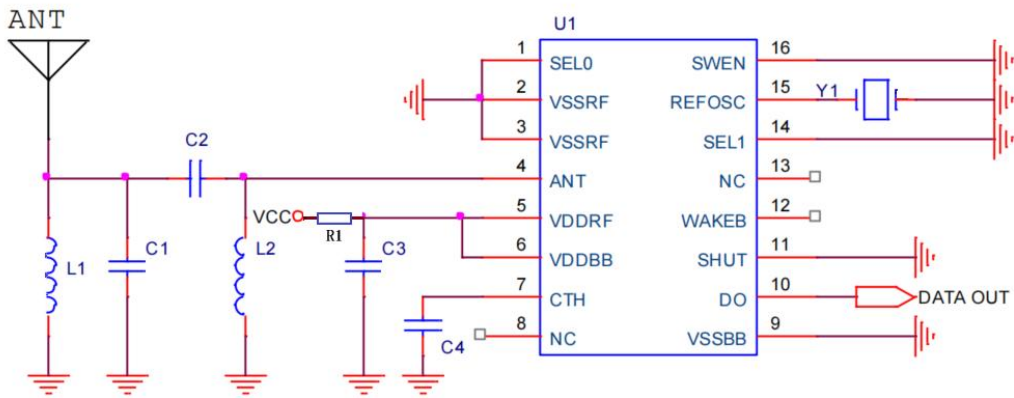 ANT
U1
1 SEL0 SWEN 16
2 VSSRF REFOSC 15 Y1
3 VSSRF SEL1 14
C2
4 ANT NC 13
VCC R1 5 VDDRF WAKEB 12
L1 C1 L2 C3 6 VDDBB SHUT 11
7 CTH DO 10 DATA OUT
C4 8 NC VSSBB 9